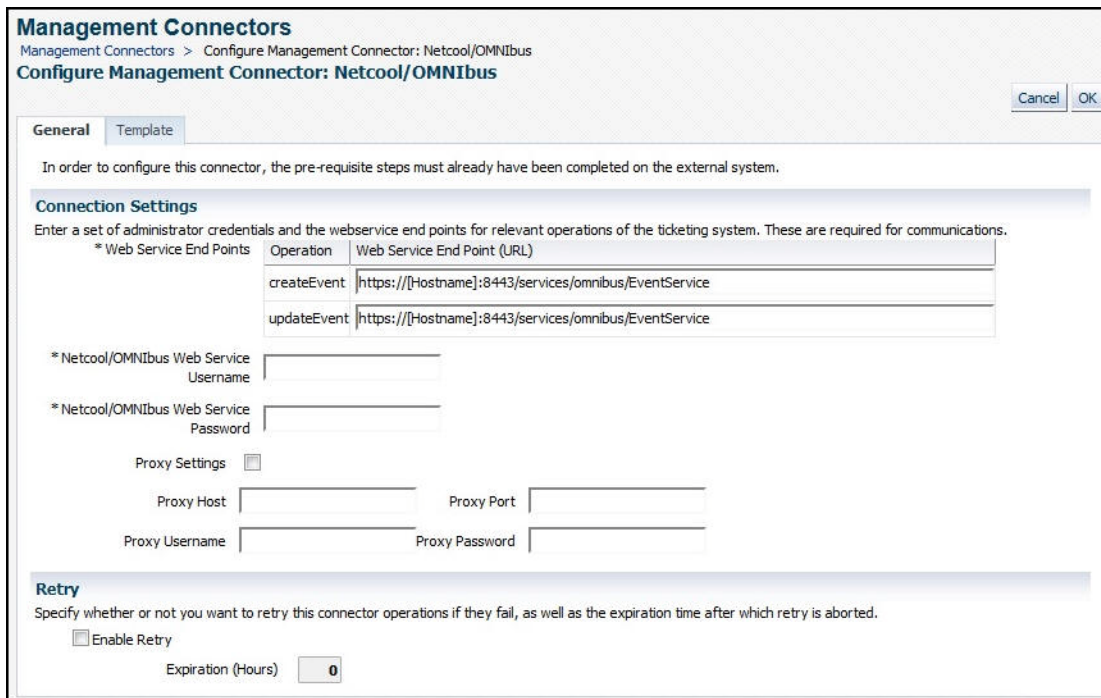 Management Connectors
Management Connectors > Configure Management Connector: Netcool/OMNIbus
Configure Management Connector: Netcool/OMNIbus
Cancel OK
General Template
In order to configure this connector, the pre-requisite steps must already have been completed on the external system.
Connection Settings
Enter a set of administrator credentials and the webservice end points for relevant operations of the ticketing system. These are required for communications.
* Web Service End Points Operation Web Service End Point (URL)
createEvent https://[Hostname]:8443/services/omnibus/EventService
updateEvent https://[Hostname]:8443/services/omnibus/EventService
* Netcool/OMNIbus Web Service
Username
* Netcool/OMNIbus Web Service
Password
Proxy Settings
Proxy Host Proxy Port
Proxy Username Proxy Password
Retry
Specify whether or not you want to retry this connector operations if they fail, as well as the expiration time after which retry is aborted.
Enable Retry
Expiration (Hours) 0